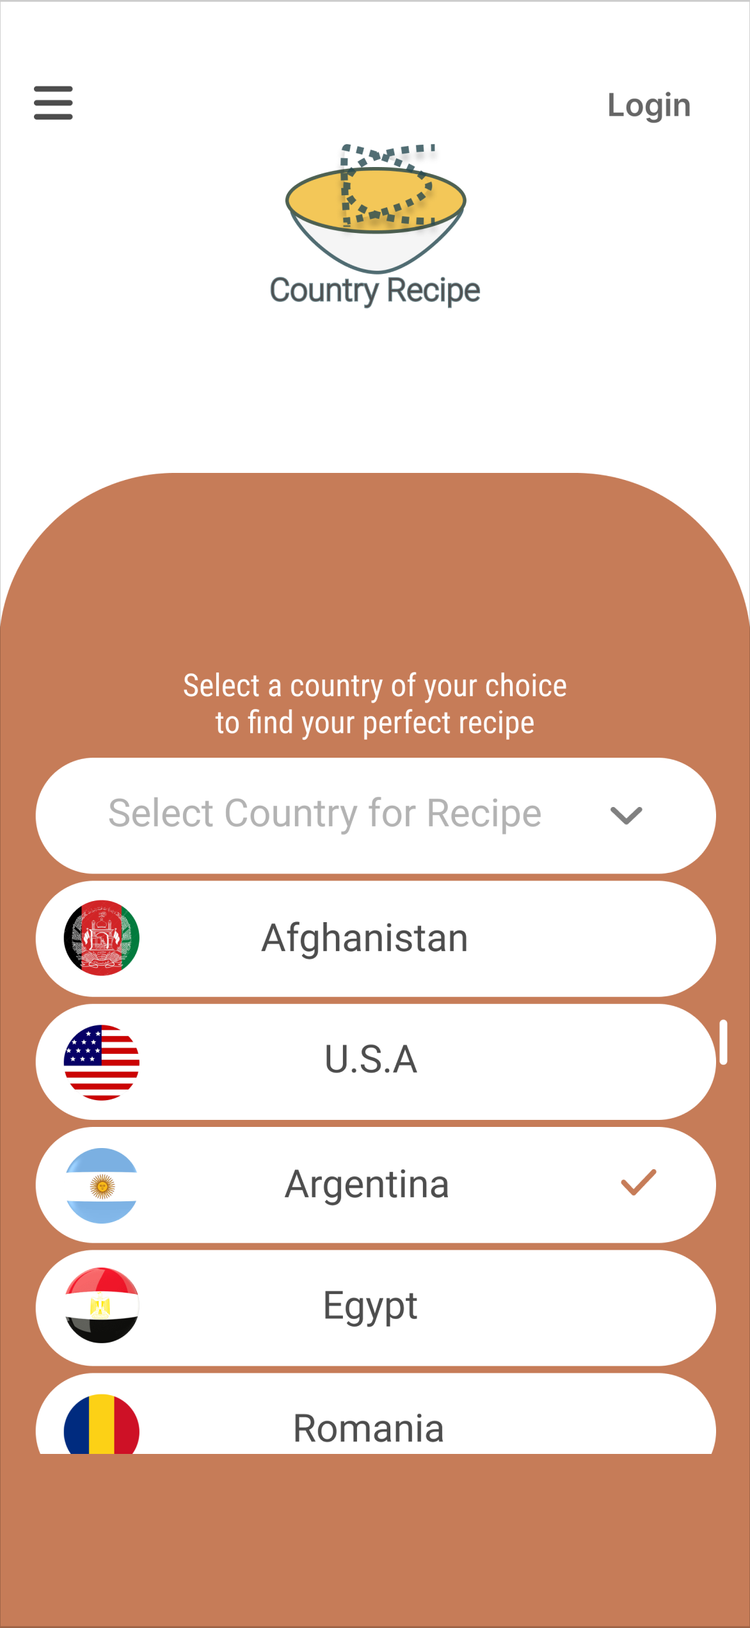 Login
Country Recipe
Select a country of your choice
to find your perfect recipe
Select Country for Recipe
Afghanistan
U.S.A
Argentina
Egypt
Romania